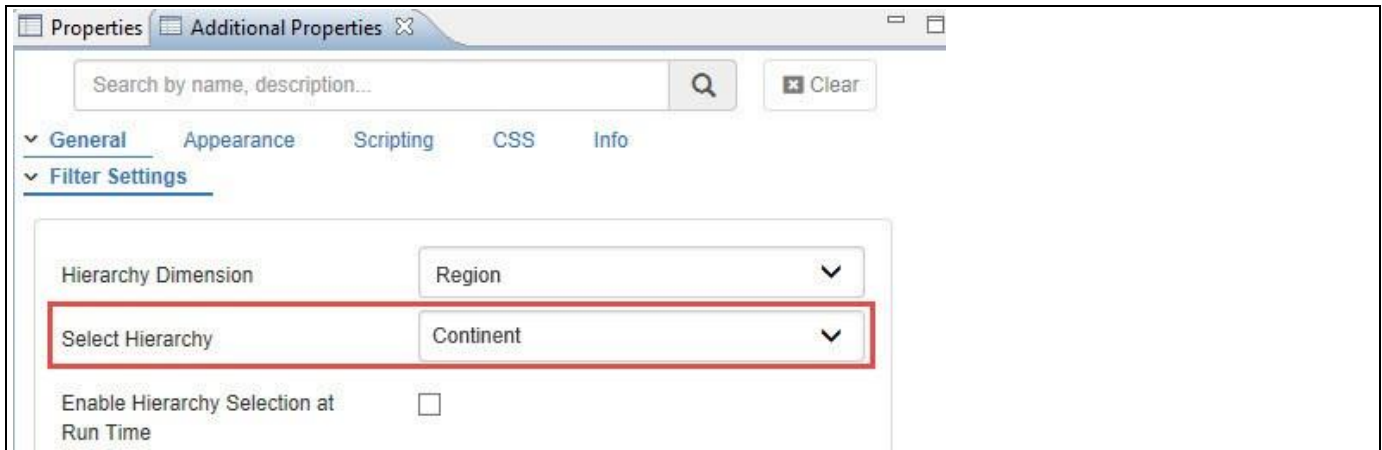 Properties Additional Properties
Search by name, description...
Clear
General Appearance Scripting CSS Info
Filter Settings
Hierarchy Dimension Region
Select Hierarchy Continent
Enable Hierarchy Selection at
Run Time